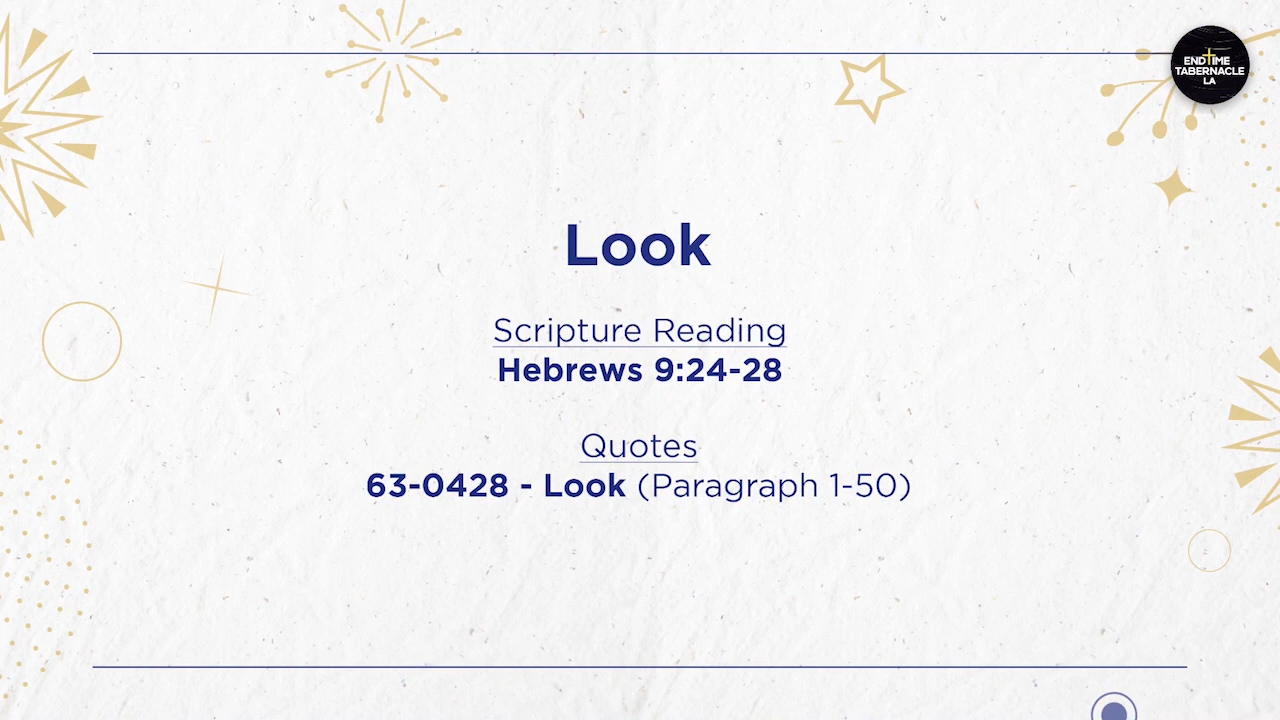 END TIME
TABERNACLE
LA
Look
Scripture Reading
Hebrews 9:24-28
Quotes
63-0428 - Look (Paragraph 1-50)